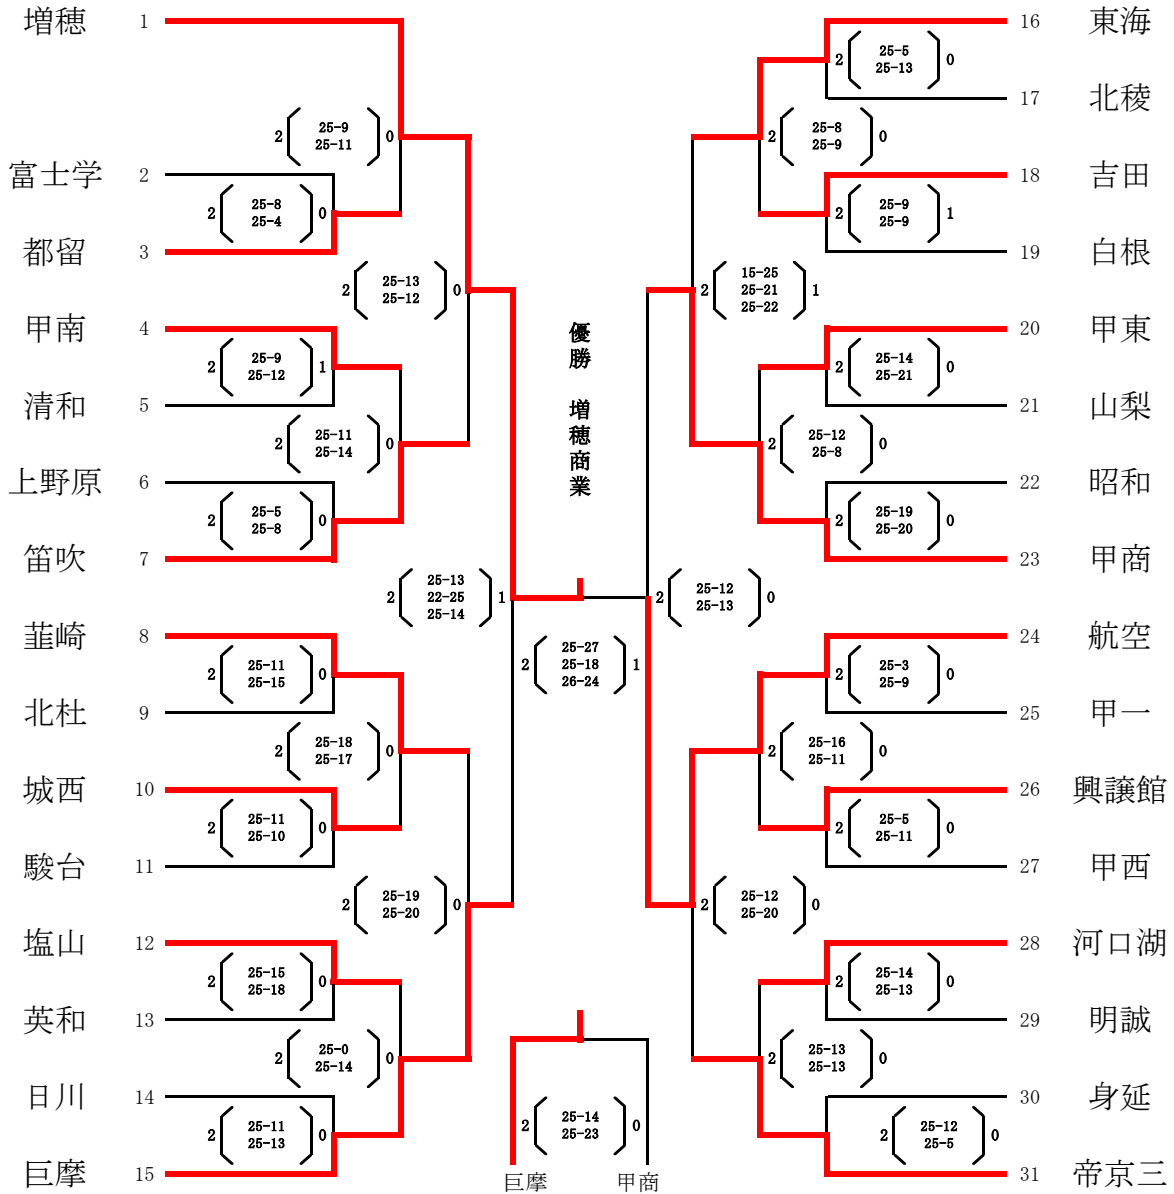 増穂 1
富士学 2
都留 3
甲南 4
清和 5
上野原 6
笛吹 7
韮崎 8
北杜 9
城西 10
駿台 11
塩山 12
英和 13
日川 14
巨摩 15
2 25-9 0
25-11
2 25-8 0
25-4
2 25-13 0
25-12
2 25-9 1
25-12
2 25-11 0
25-14
2 25-5 0
25-8
2 25-13 1
22-25
25-14
2 25-11 0
25-15
2 25-18 0
25-17
2 25-11 0
25-10
2 25-19 0
25-20
2 25-15 0
25-18
2 25-0 0
25-14
2 25-11 0
25-13
優勝 増穂商業
2 25-27 1
25-18
26-24
2 25-14 0
25-23
巨摩 甲商
16 東海
17 北稜
18 吉田
19 白根
20 甲東
21 山梨
22 昭和
23 甲商
24 航空
25 甲一
26 興譲館
27 甲西
28 河口湖
29 明誠
30 身延
31 帝京三
2 25-5 0
25-13
2 25-8 0
25-9
2 25-9 1
25-9
2 15-25 1
25-21
25-22
2 25-14 0
25-21
2 25-12 0
25-8
2 25-19 0
25-20
2 25-12 0
25-13
2 25-3 0
25-9
2 25-16 0
25-11
2 25-5 0
25-11
2 25-12 0
25-20
2 25-14 0
25-13
2 25-13 0
25-13
2 25-12 0
25-5